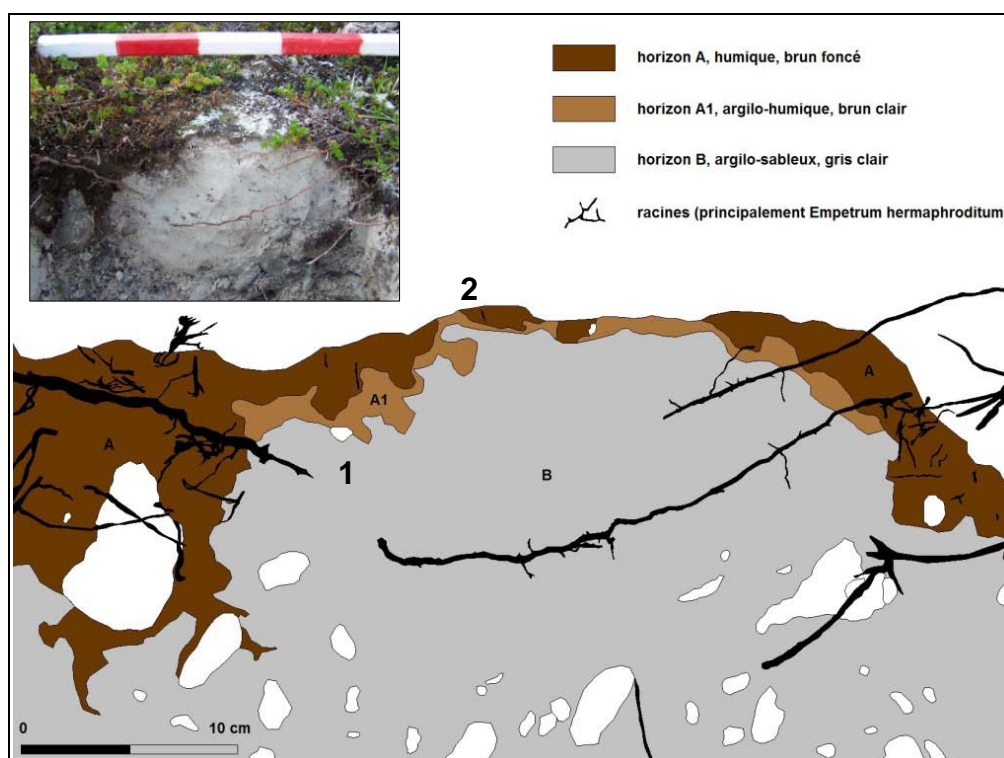 horizon A, humique, brun foncé
horizon A1, argilo-humique, brun clair
horizon B, argilo-sableux, gris clair
racines (principalement Empetrum hermaphroditum
2
A1
A
A
1
B
0
10 cm